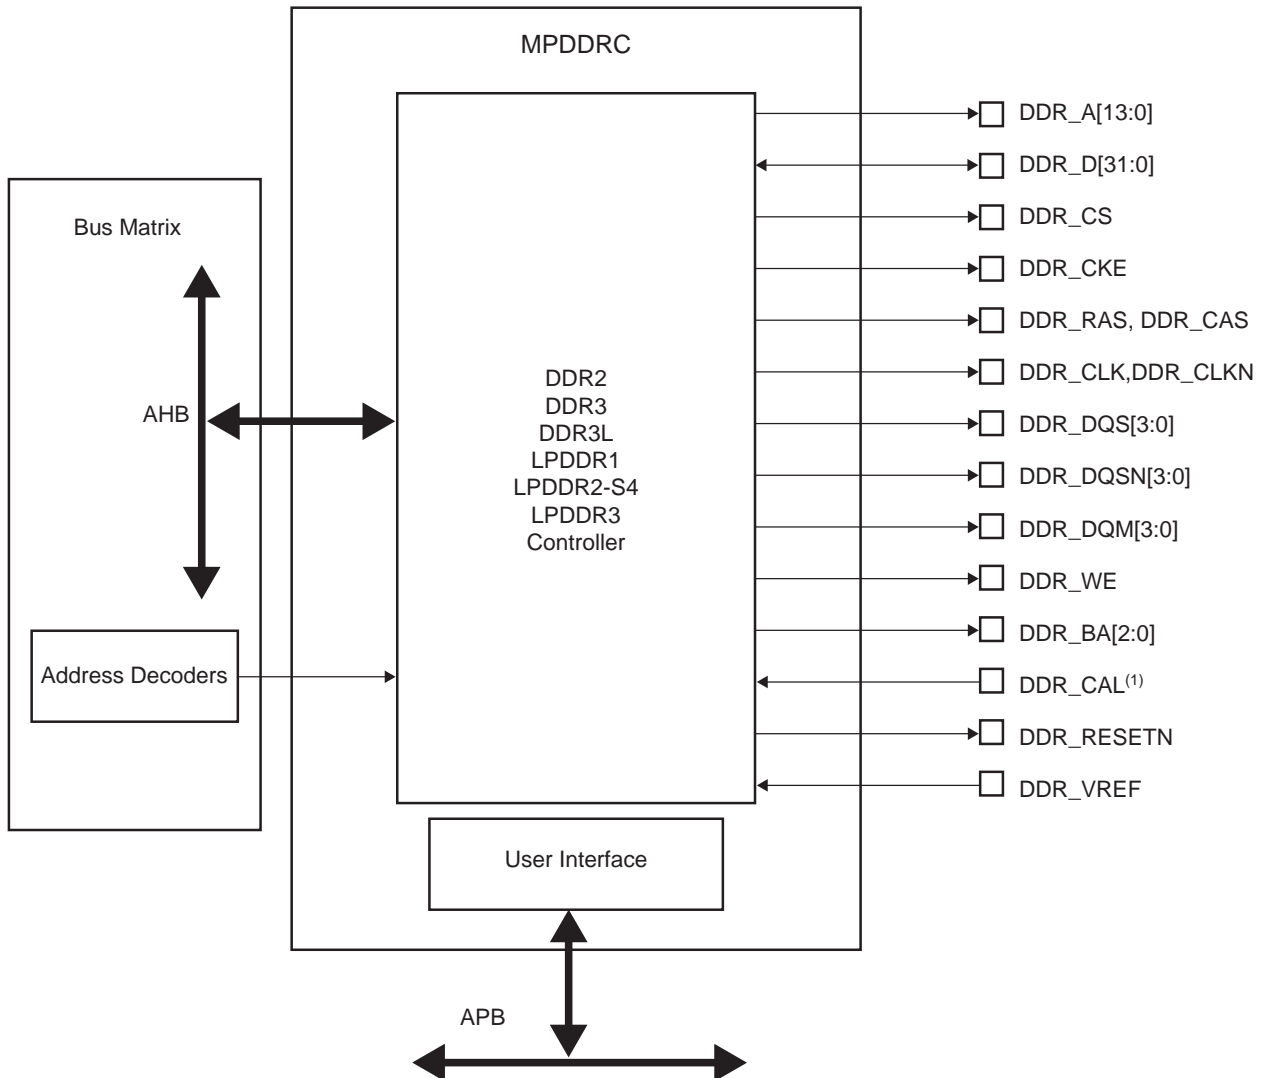 MPDDRC
Bus Matrix
AHB
Address Decoders
DDR2
DDR3
DDR3L
LPDDR1
LPDDR2-S4
LPDDR3
Controller
User Interface
APB
DDR_A[13:0]
DDR_D[31:0]
DDR_CS
DDR_CKE
DDR_RAS, DDR_CAS
DDR_CLK,DDR_CLKN
DDR_DQS[3:0]
DDR_DQSN[3:0]
DDR_DQM[3:0]
DDR_WE
DDR_BA[2:0]
DDR_CAL(1)
DDR_RESETN
DDR_VREF